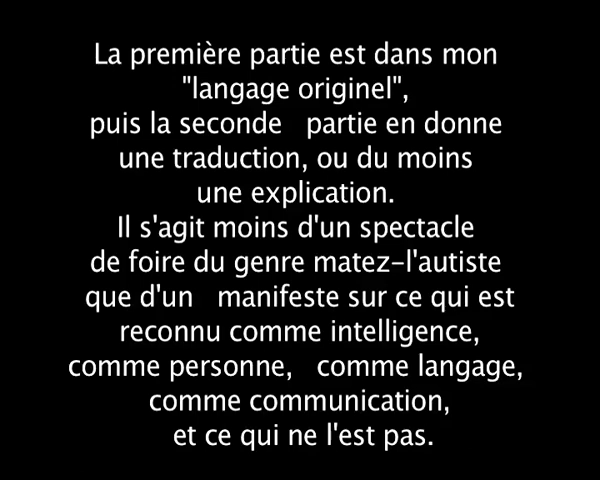 La première partie est dans mon
"langage originel",
puis la seconde   partie en donne
une traduction, ou du moins
une explication.
Il s'agit moins d'un spectacle
de foire du genre matez-l'autiste
que d'un   manifeste sur ce qui est
reconnu comme intelligence,
comme personne,   comme langage,
comme communication,
et ce qui ne l'est pas.